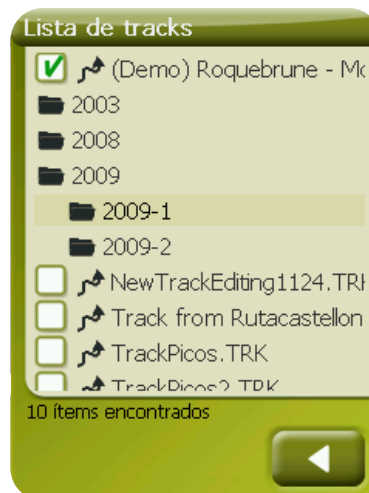 Lista de tracks
(Demo) Roquebrune - Mo
2003
2008
2009
2009-1
2009-2
NewTrackEditing1124.TRK
Track from Rutacastellon
TrackPicos.TRK
TrackPicos2.TRK
10 ítems encontrados